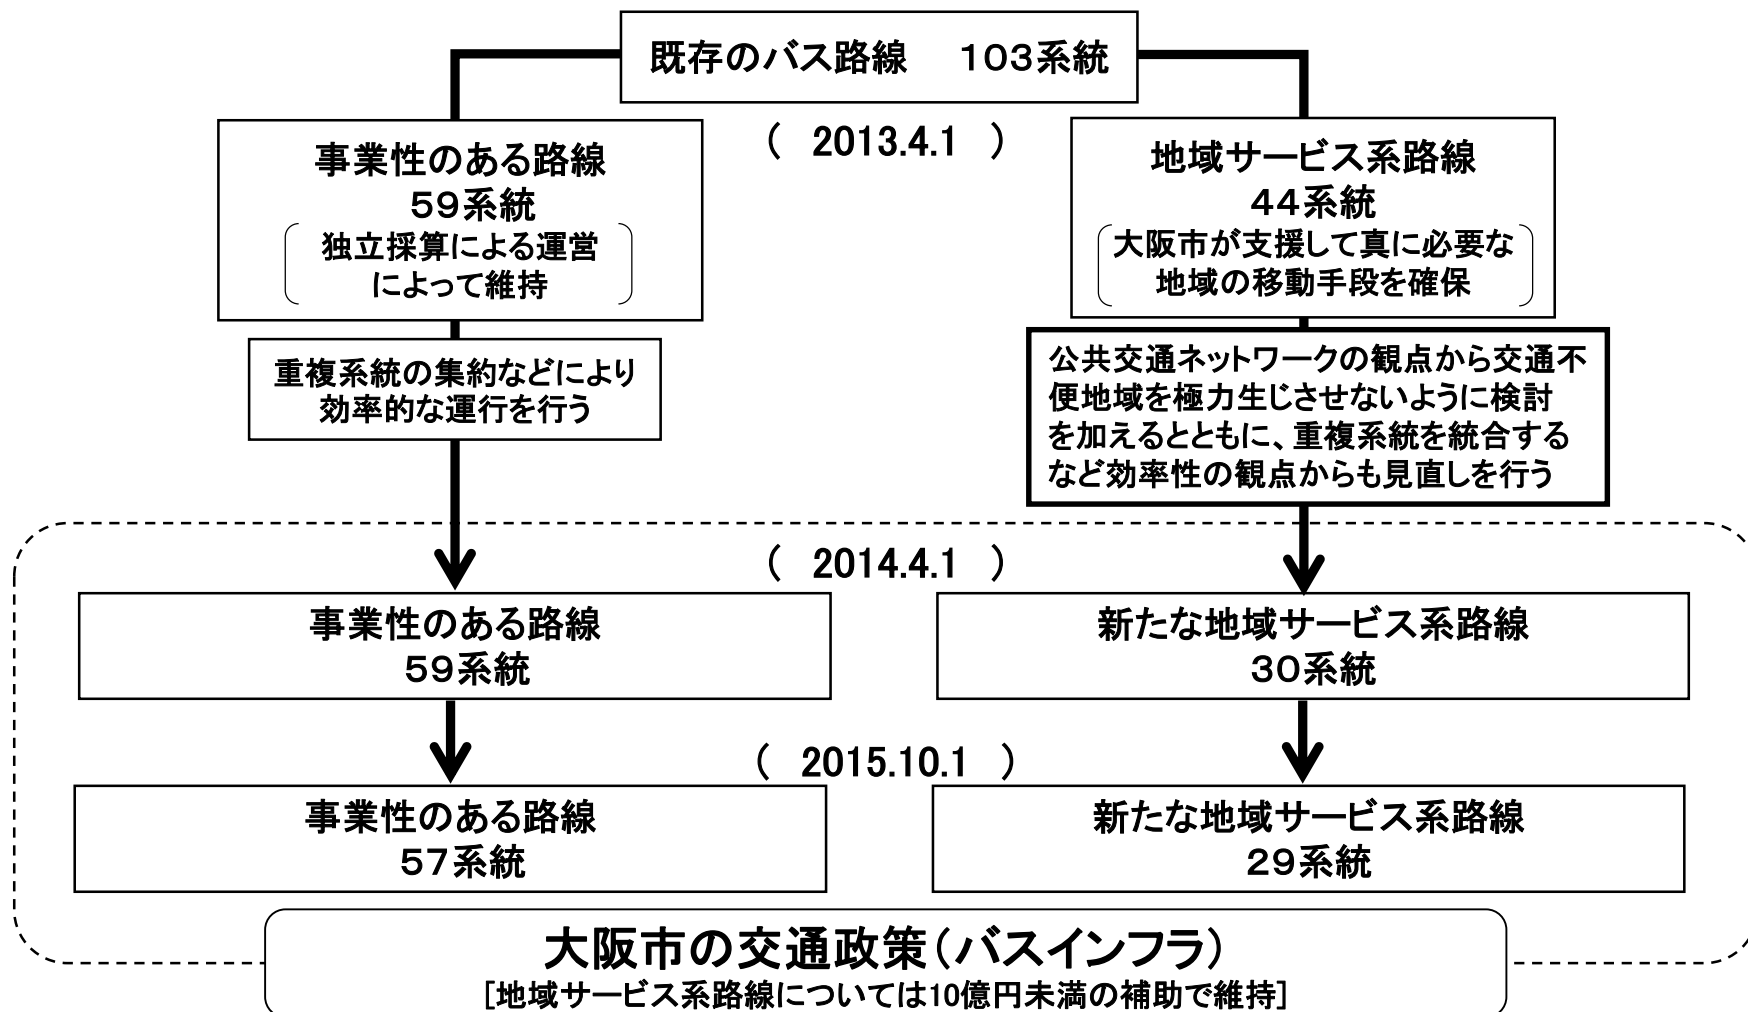 既存のバス路線　１０３系統
（　2013.4.1　）
事業性のある路線
５９系統
独立採算による運営
によって維持
地域サービス系路線
４４系統
大阪市が支援して真に必要な
地域の移動手段を確保
重複系統の集約などにより
効率的な運行を行う
公共交通ネットワークの観点から交通不
便地域を極力生じさせないように検討
を加えるとともに、重複系統を統合する
など効率性の観点からも見直しを行う
（　2014.4.1　）
事業性のある路線
５９系統
新たな地域サービス系路線
３０系統
（　2015.10.1　）
事業性のある路線
５７系統
新たな地域サービス系路線
２９系統
大阪市の交通政策（バスインフラ）
[地域サービス系路線については10億円未満の補助で維持]